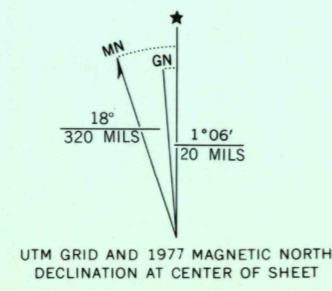 MN
GN
18°
320 MILS
1°06′
20 MILS
UTM GRID AND 1977 MAGNETIC NORTH
DECLINATION AT CENTER OF SHEET